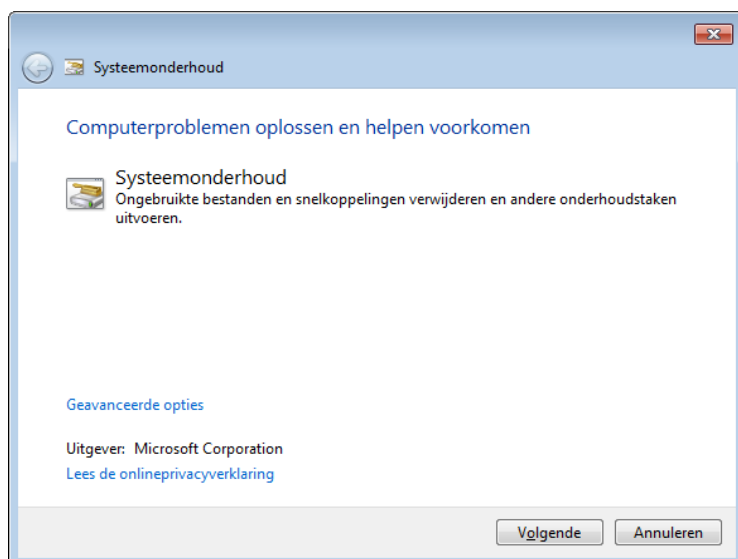 Systeemonderhoud
Computerproblemen oplossen en helpen voorkomen
Systeemonderhoud
Ongebruikte bestanden en snelkoppelingen verwijderen en andere onderhoudstaken
uitvoeren.
Geavanceerde opties
Uitgever: Microsoft Corporation
Lees de onlineprivacyverklaring
Volgende Annuleren